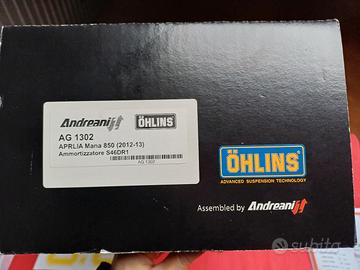 Andreani
ÖHLINS
AG 1302
APRLIA Mana 850 (2012-13)
Ammortizzatore S46DR1
AG 1302
ÖHLINS
ADVANCED SUSPENSION TECHNOLOGY
Assembled by Andreani
subito